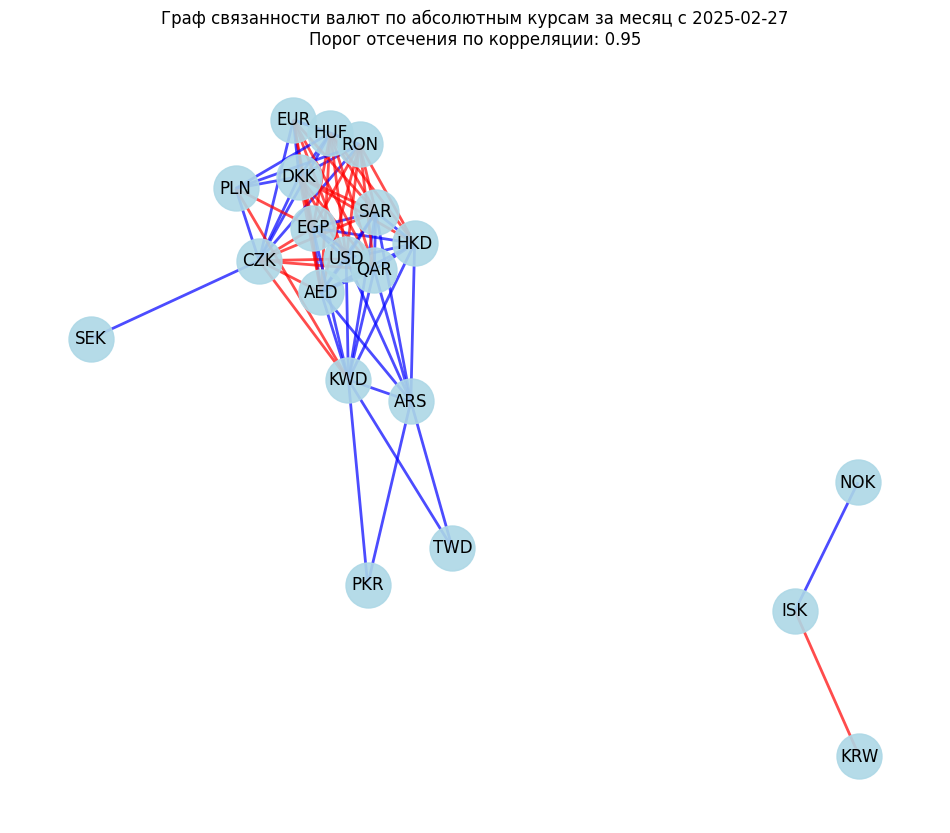 Граф связанности валют по абсолютным курсам за месяц с 2025-02-27
Порог отсечения по корреляции: 0.95
EUR
HUF
RON
DKK
PLN
SAR
EGP
HKD
CZK
USD
QAR
AED
SEK
KWD
ARS
NOK
TWD
PKR
ISK
KRW